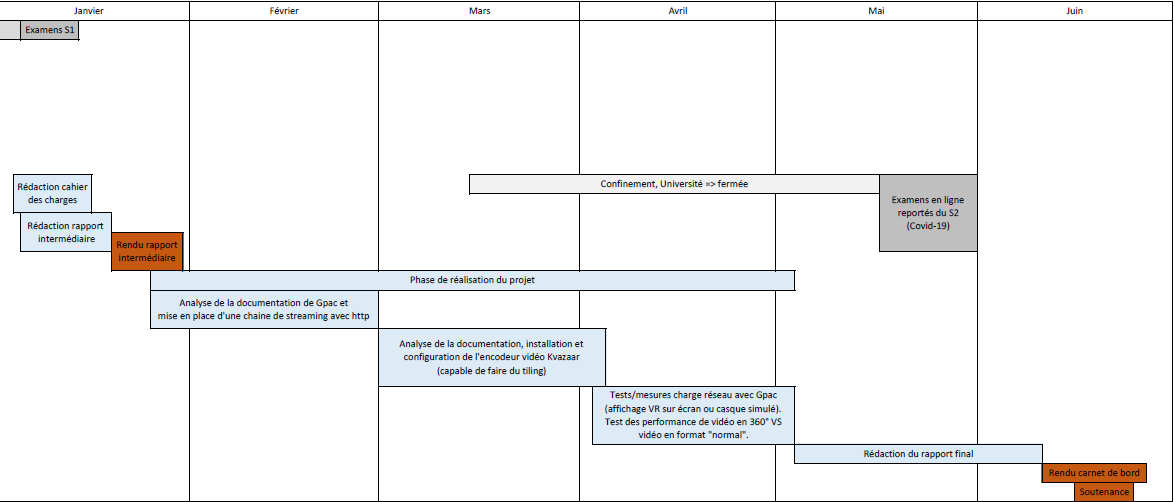 Janvier
Février
Mars
Avril
Mai
Juin
Examens S1
Rédaction cahier
des charges
Confinement, Université => fermée
Examens en ligne
reportés du S2
(Covid-19)
Rédaction rapport
intermédiaire
Rendu rapport
intermédiaire
Phase de réalisation du projet
Analyse de la documentation de Gpac et
mise en place d'une chaine de streaming avec http
Analyse de la documentation, installation et
configuration de l'encodeur vidéo Kvazaar
(capable de faire du tiling)
Tests/mesures charge réseau avec Gpac
(affichage VR sur écran ou casque simulé).
Test des performance de vidéo en 360° VS
vidéo en format "normal".
Rédaction du rapport final
Rendu carnet de bord
Soutenance